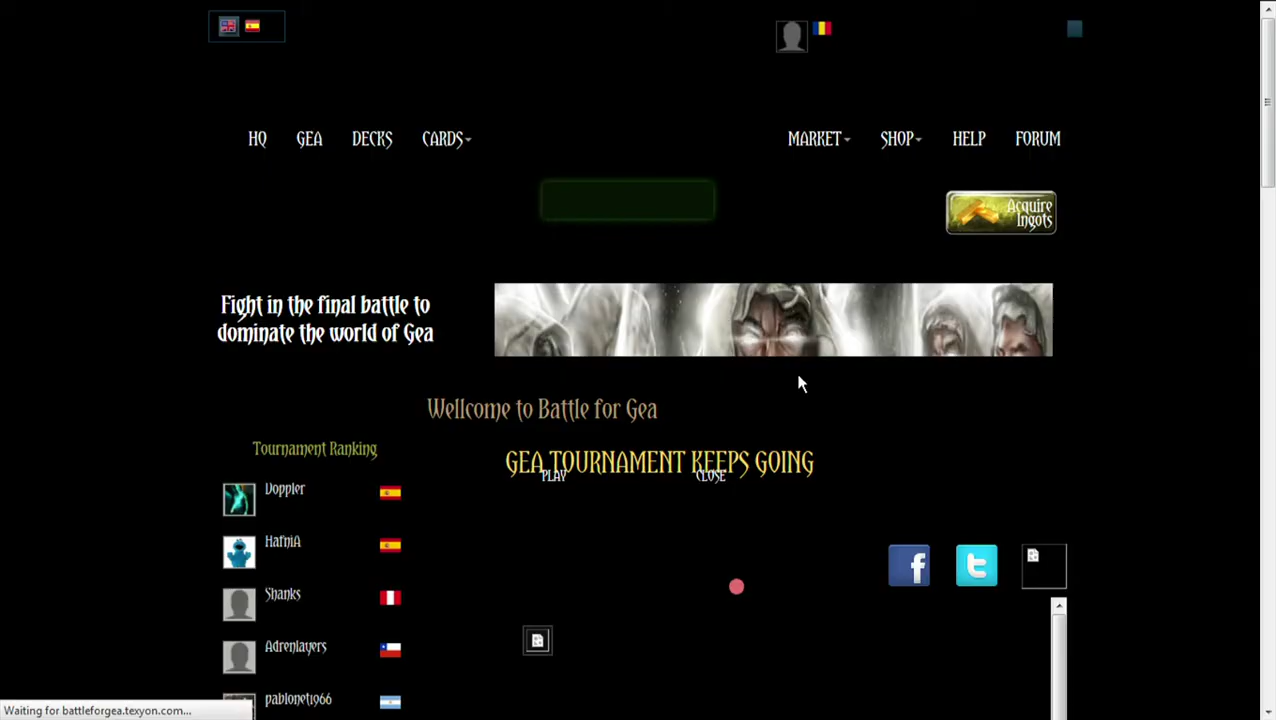 HQ GEA DECKS CARDS MARKET SHOP HELP FORUM
Acquire
Ingots
Fight in the final battle to
dominate the world of Gea
Wellcome to Battle for Gea
Tournament Ranking
GEA TOURNAMENT KEEPS GOING
PLAY CLOSE
Doppler
HafniA
Shanks
Adrenlayers
pablonet1966
f
t
Waiting for battleforgea.texyon.com...